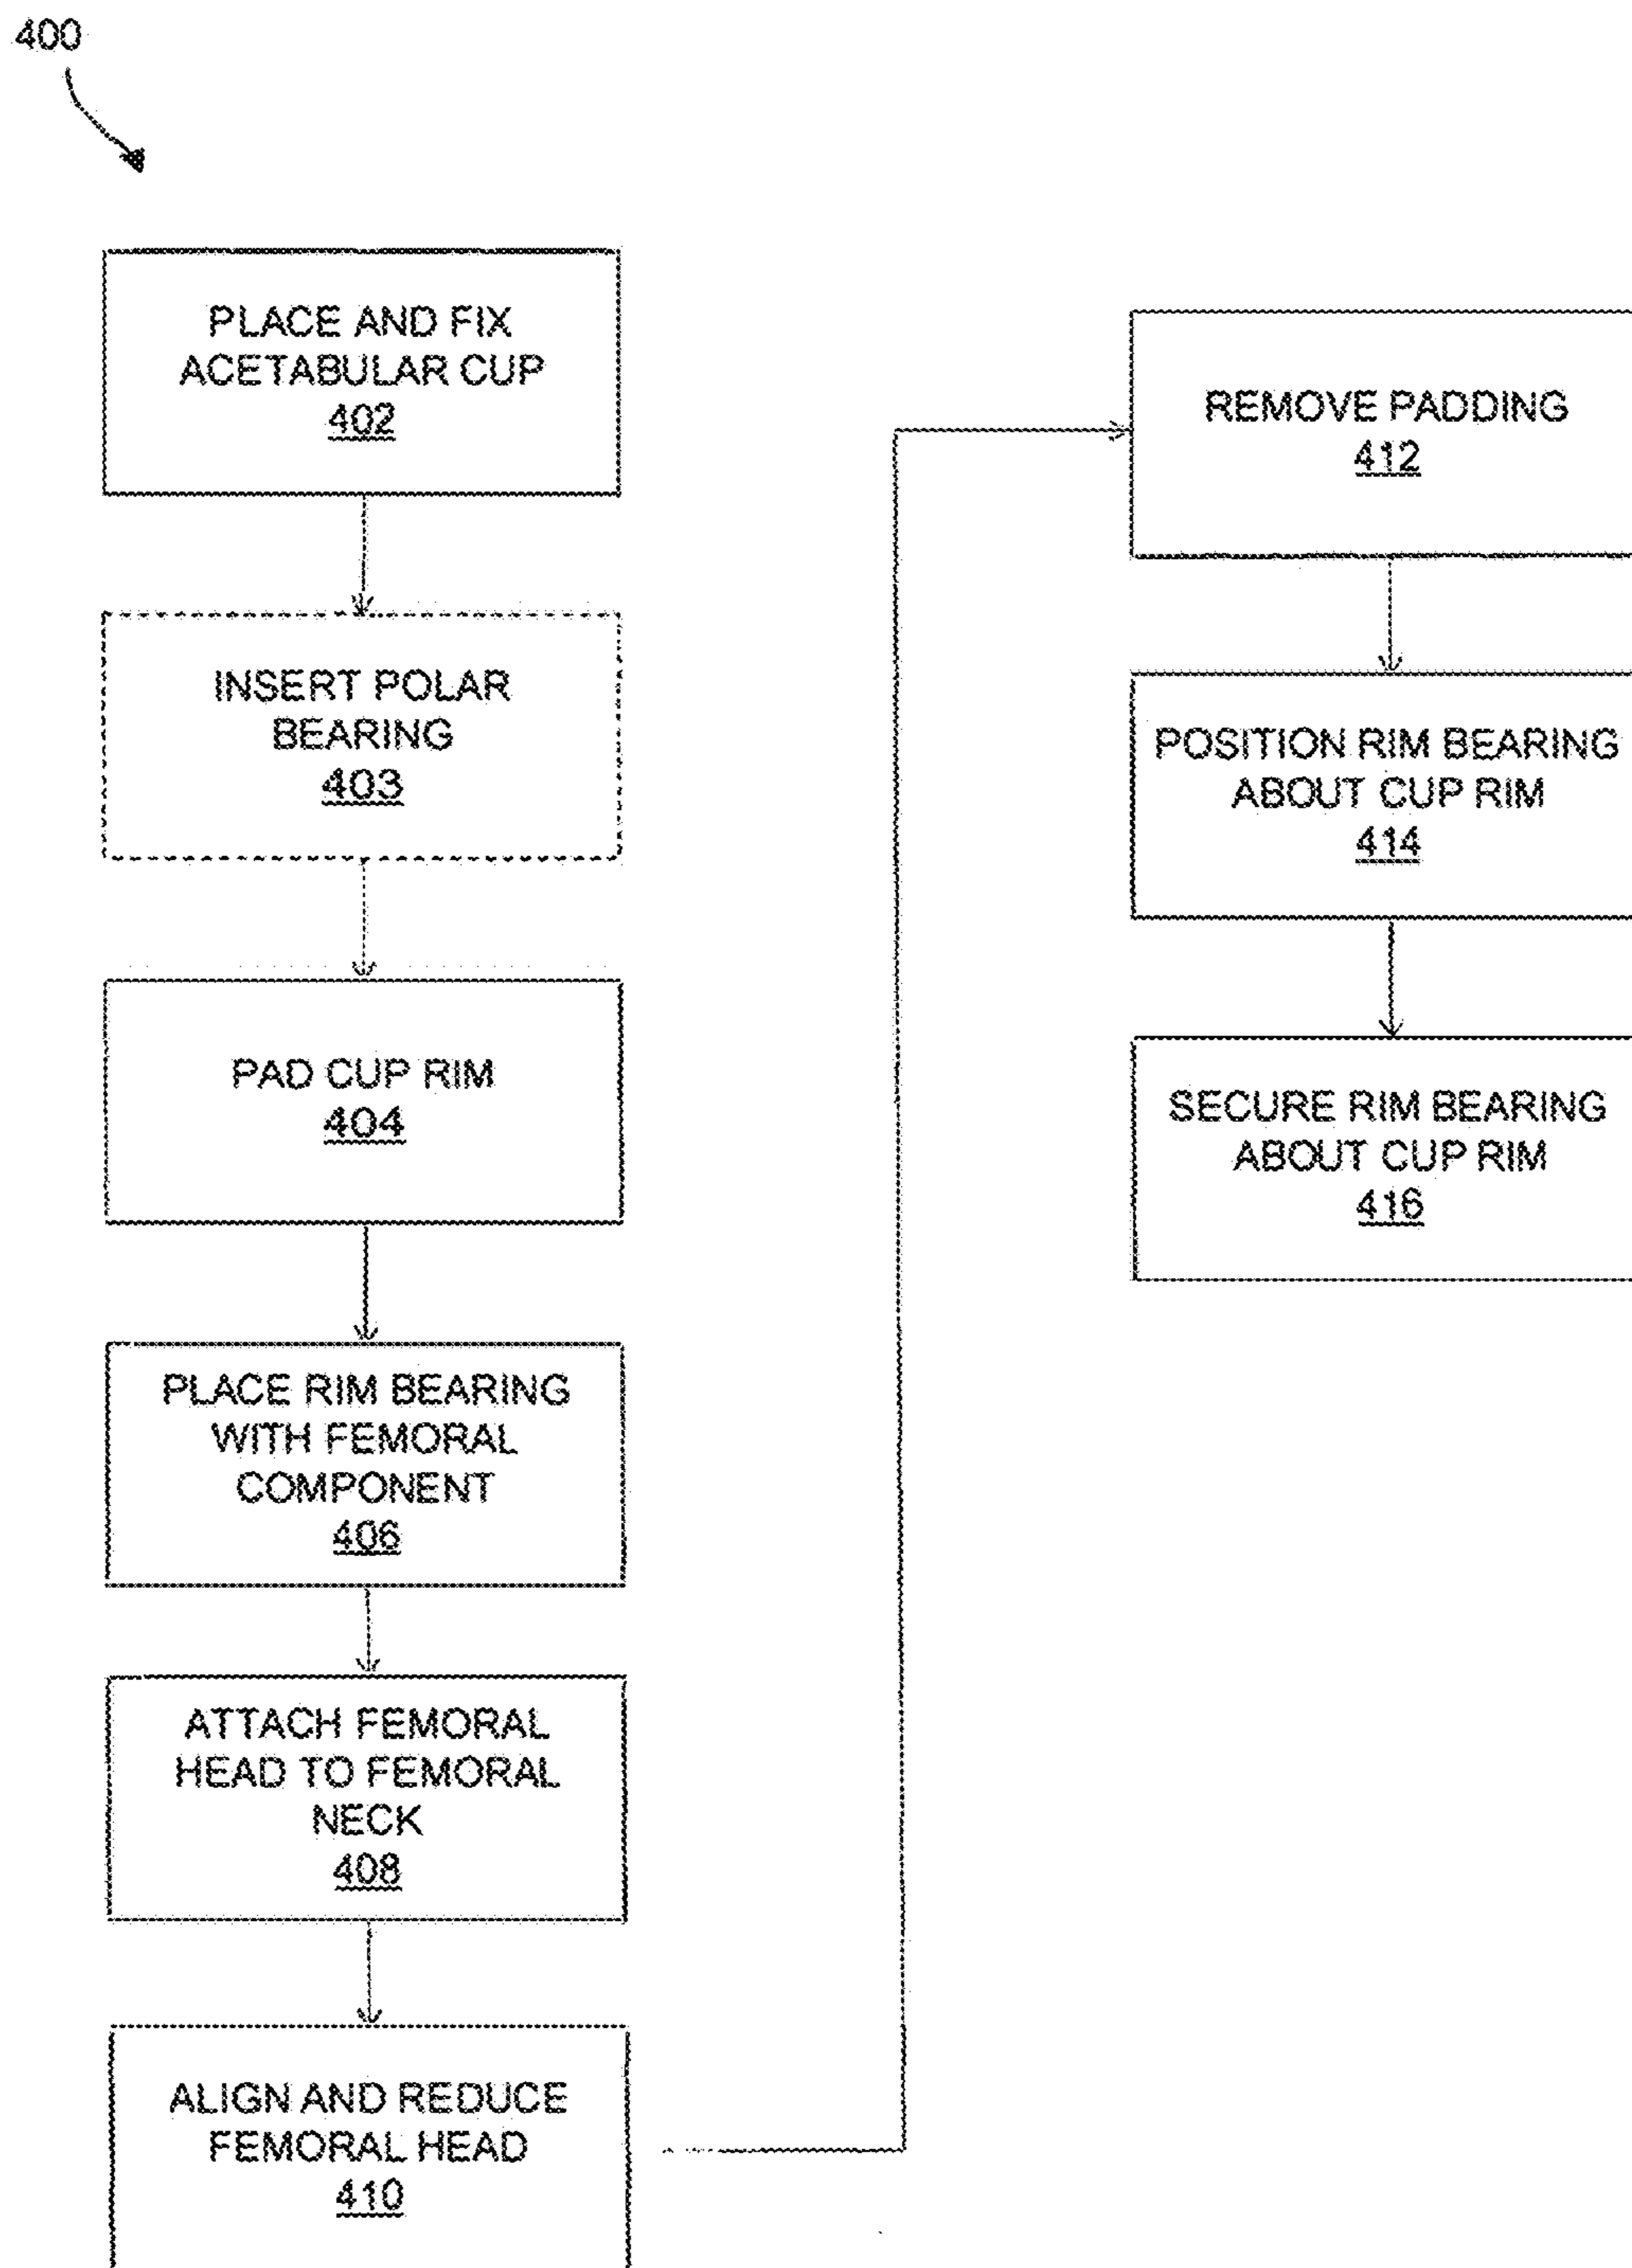 400
PLACE AND FIX
ACETABULAR CUP
402
INSERT POLAR
BEARING
403
PAD CUP RIM
404
PLACE RIM BEARING
WITH FEMORAL
COMPONENT
406
ATTACH FEMORAL
HEAD TO FEMORAL
NECK
408
ALIGN AND REDUCE
FEMORAL HEAD
410
REMOVE PADDING
412
POSITION RIM BEARING
ABOUT CUP RIM
414
SECURE RIM BEARING
ABOUT CUP RIM
416